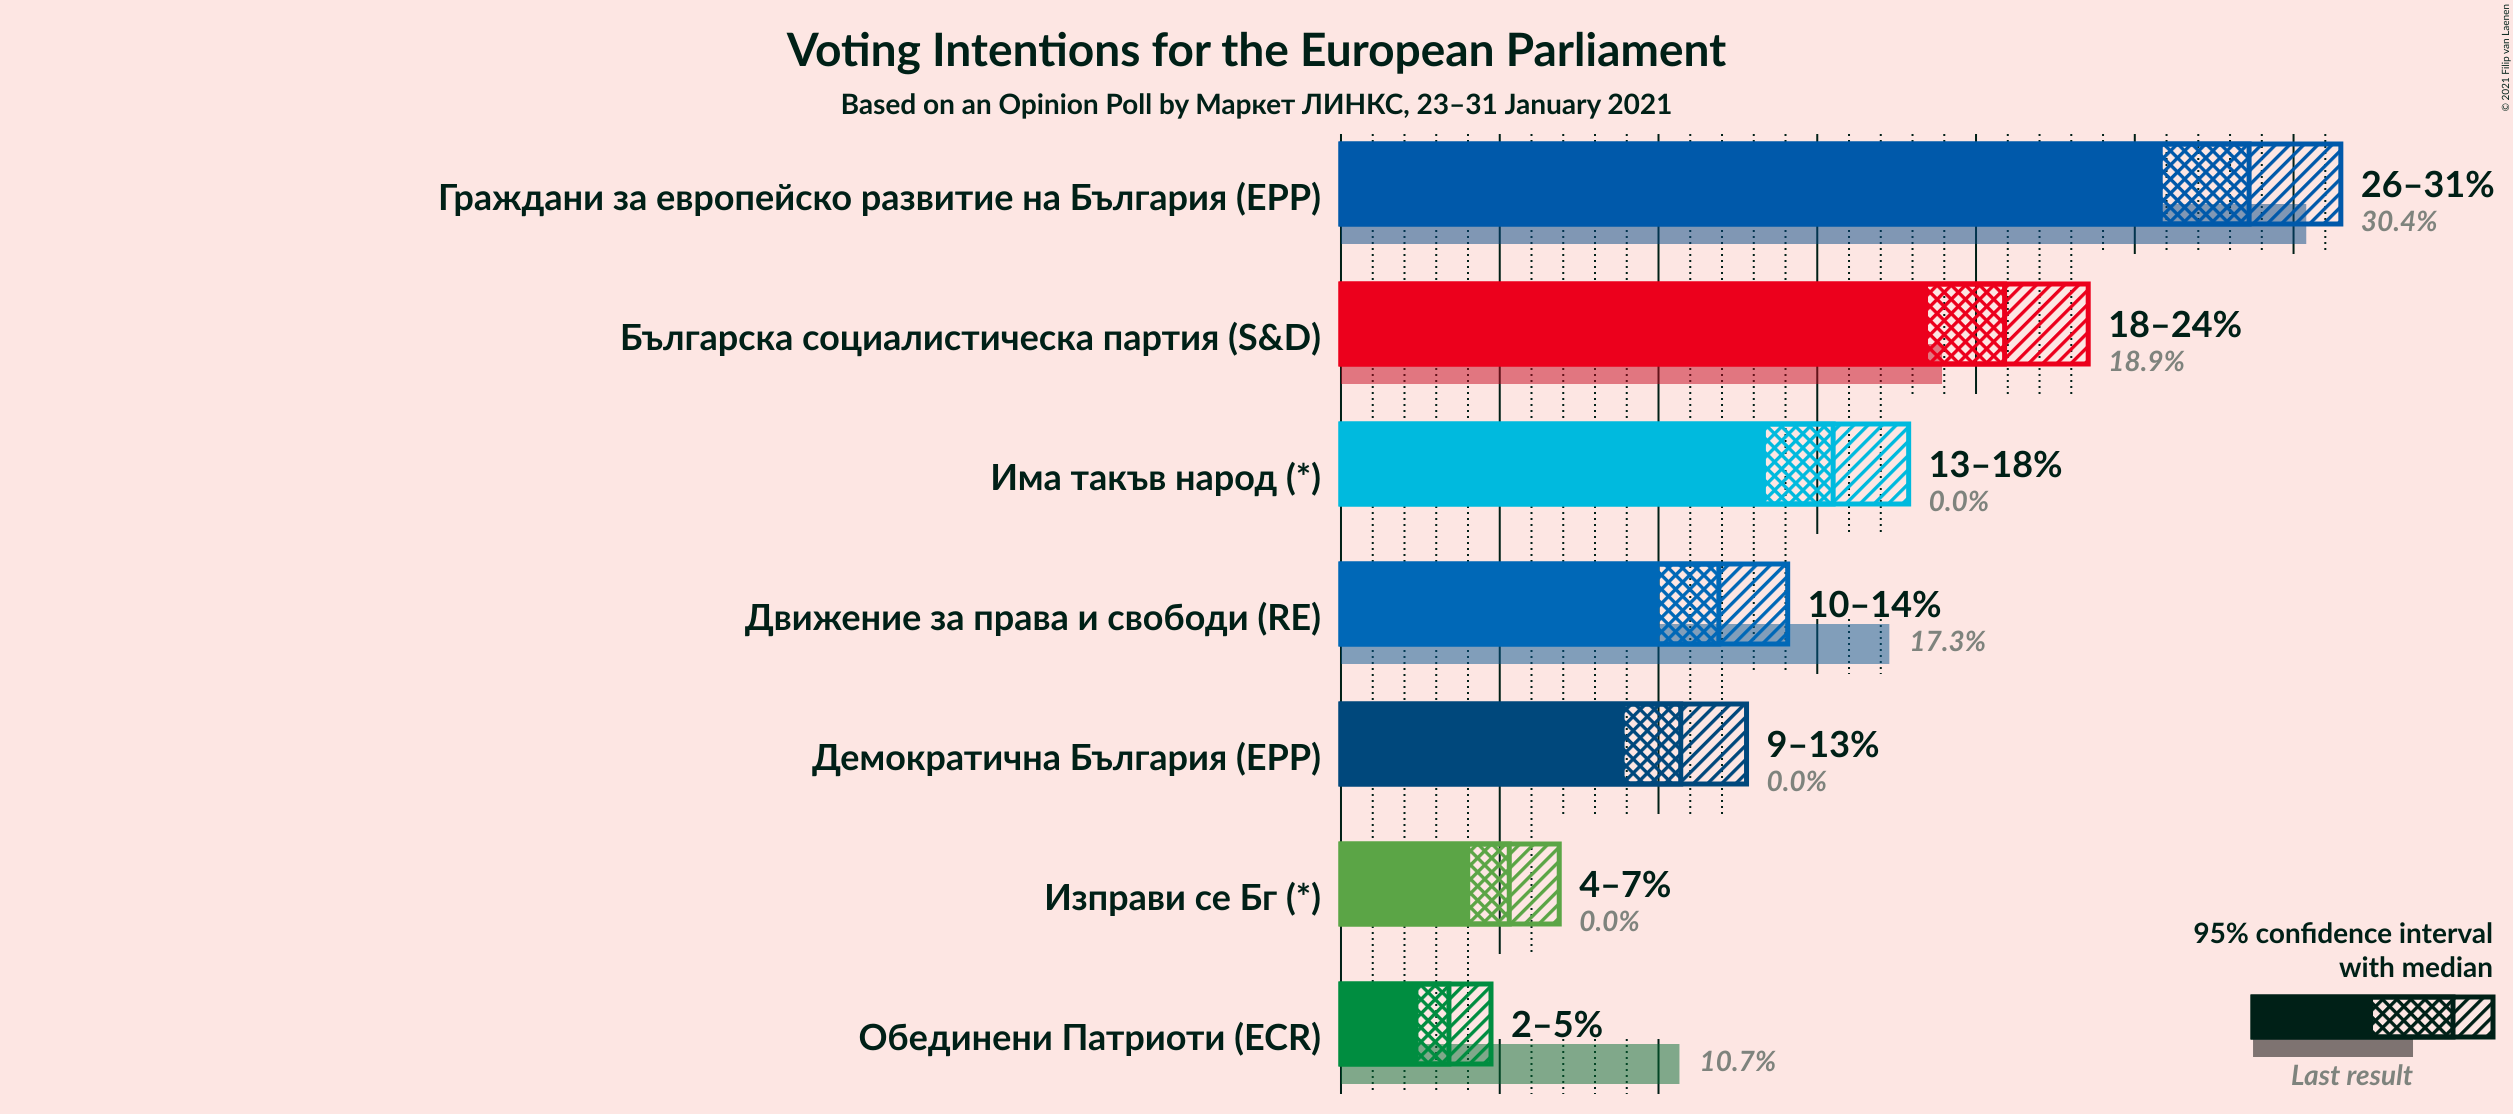 Voting Intentions for the European Parliament
Based on an Opinion Poll by Маркет ЛИНКС, 23–31 January 2021
© 2021 Filip van Laenen
Граждани за европейско развитие на България (EPP)
26–31%
30.4%
Българска социалистическа партия (S&D)
18–24%
18.9%
Има такъв народ (*)
13–18%
0.0%
Движение за права и свободи (RE)
10–14%
17.3%
Демократична България (EPP)
9–13%
0.0%
Изправи се Бг (*)
4–7%
0.0%
Обединени Патриоти (ECR)
2–5%
10.7%
95% confidence interval
with median
Last result